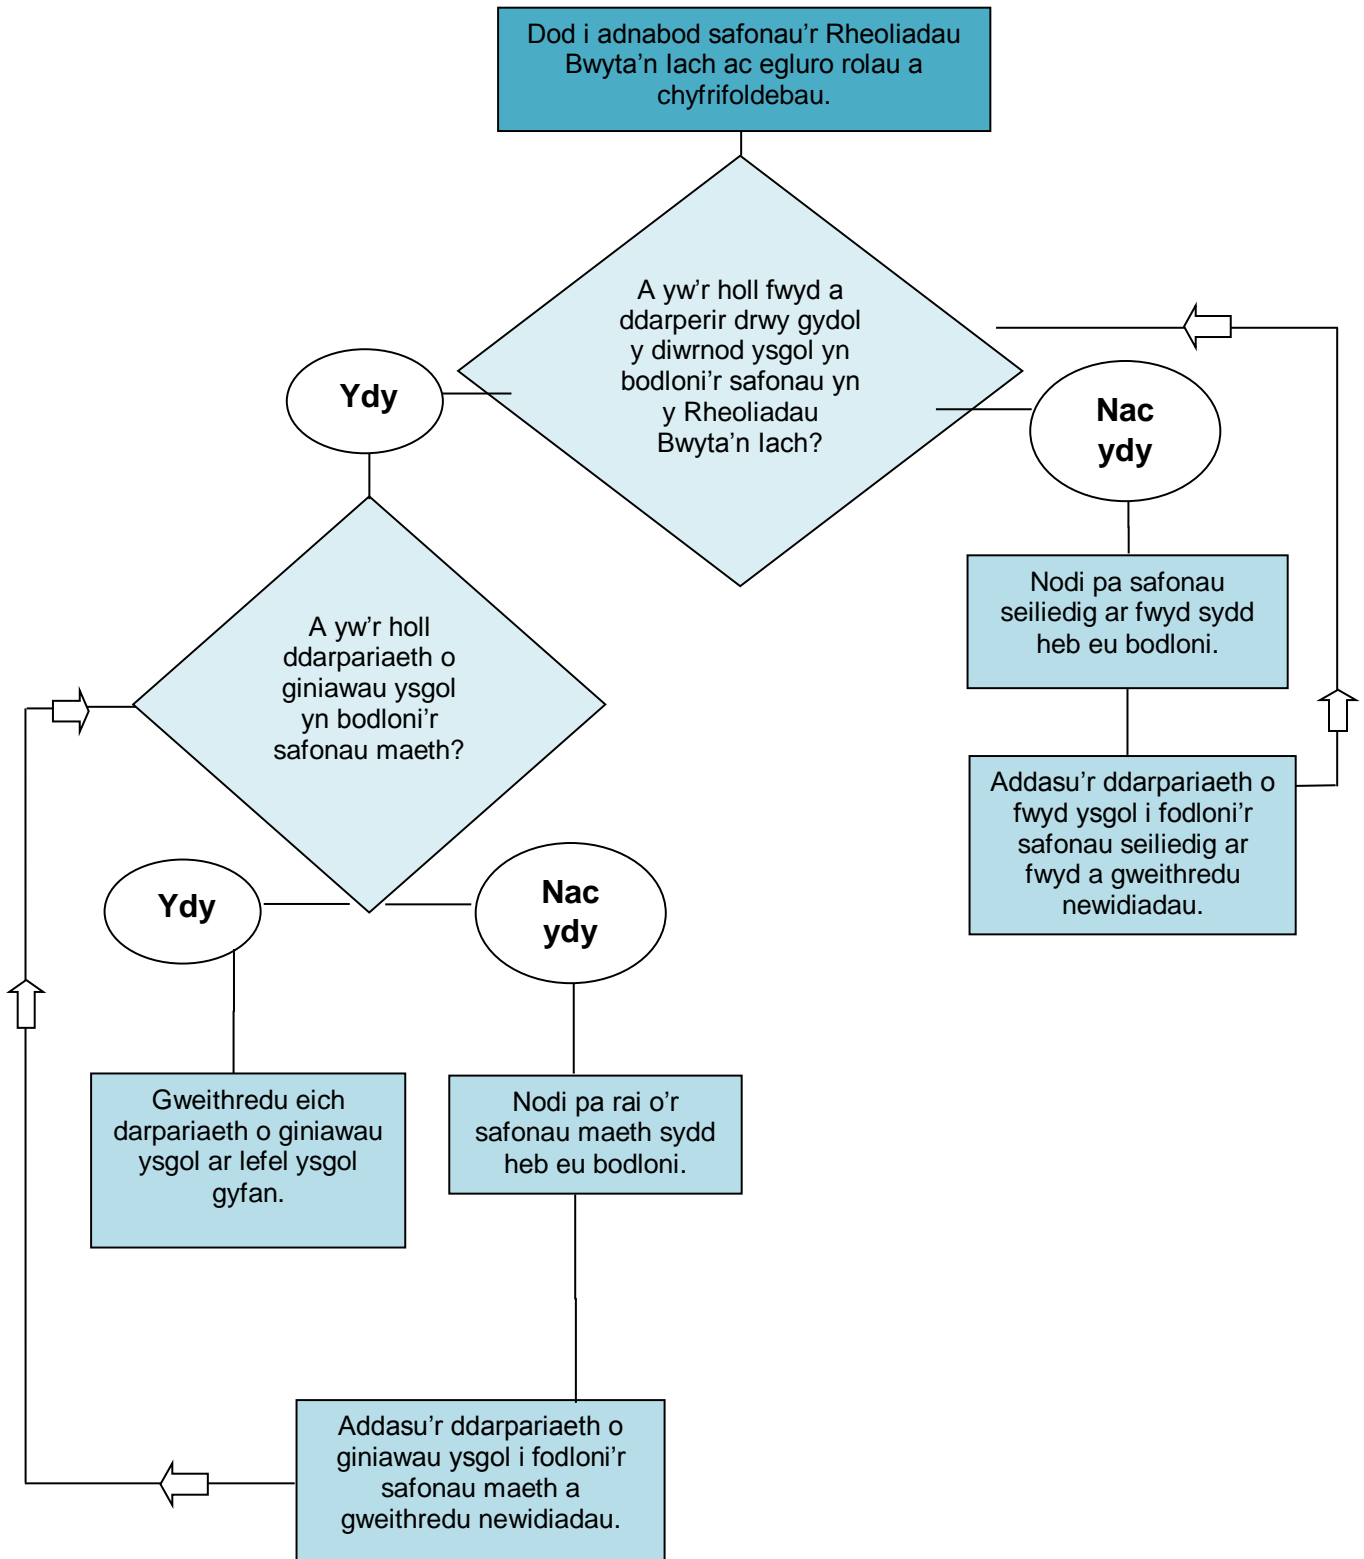 Dod i adnabod safonau'r Rheoliadau
Bwyta'n Iach ac egluro rolau a
chyfrifoldebau.
A yw'r holl fwyd a
ddarperir drwy gydol
y diwrnod ysgol yn
bodloni'r safonau yn
y Rheoliadau
Bwyta'n Iach?
Ydy
Nac
ydy
Nodi pa safonau
seiliedig ar fwyd sydd
heb eu bodloni.
Addasu'r ddarpariaeth o
fwyd ysgol i fodloni'r
safonau seiliedig ar
fwyd a gweithredu
newidiadau.
A yw'r holl
ddarpariaeth o
giniawau ysgol
yn bodloni'r
safonau maeth?
Ydy
Nac
ydy
Gweithredu eich
darpariaeth o giniawau
ysgol ar lefel ysgol
gyfan.
Nodi pa rai o'r
safonau maeth sydd
heb eu bodloni.
Addasu'r ddarpariaeth o
giniawau ysgol i fodloni'r
safonau maeth a
gweithredu newidiadau.